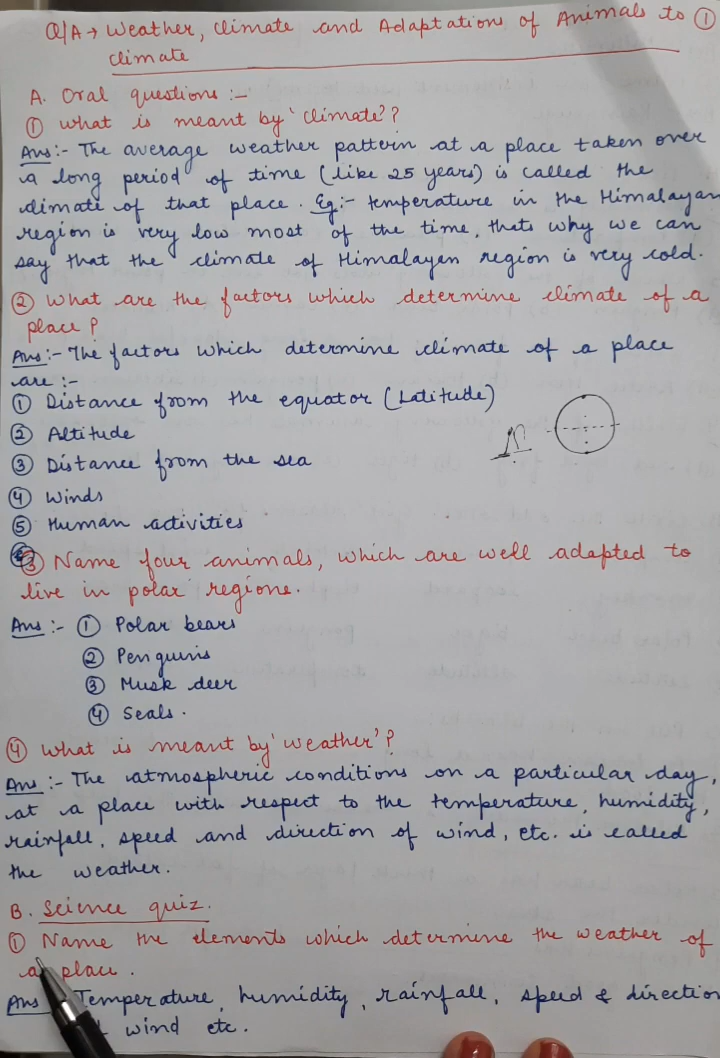 Q/A → Weather, climate and Adaptations of Animals to ①
climate
A. Oral questions :-
① What is meant by 'climate'?
Ans :- The average weather pattern at a place taken over
a long period of time (like 25 years) is called the
climate of that place. Eg:- temperature in the Himalayan
region is very low most of the time, thats why we can
say that the climate of Himalayan region is very cold.
② What are the factors which determine climate of a
place?
Ans :- The factors which determine climate of a place
are :-
① Distance from the equator (Latitude)
② Altitude
③ Distance from the sea
④ Winds
⑤ Human activities
③ Name four animals, which are well adapted to
live in polar regions.
Ans :- ① Polar bears
② Penguins
③ Musk deer
④ Seals.
④ What is meant by 'weather'?
Ans :- The atmospheric conditions on a particular day,
at a place with respect to the temperature, humidity,
rainfall, speed and direction of wind, etc. is called
the weather.
B. Science quiz.
① Name the elements which determine the weather of
a place.
Ans Temperature, humidity, rainfall, speed & direction
wind etc.